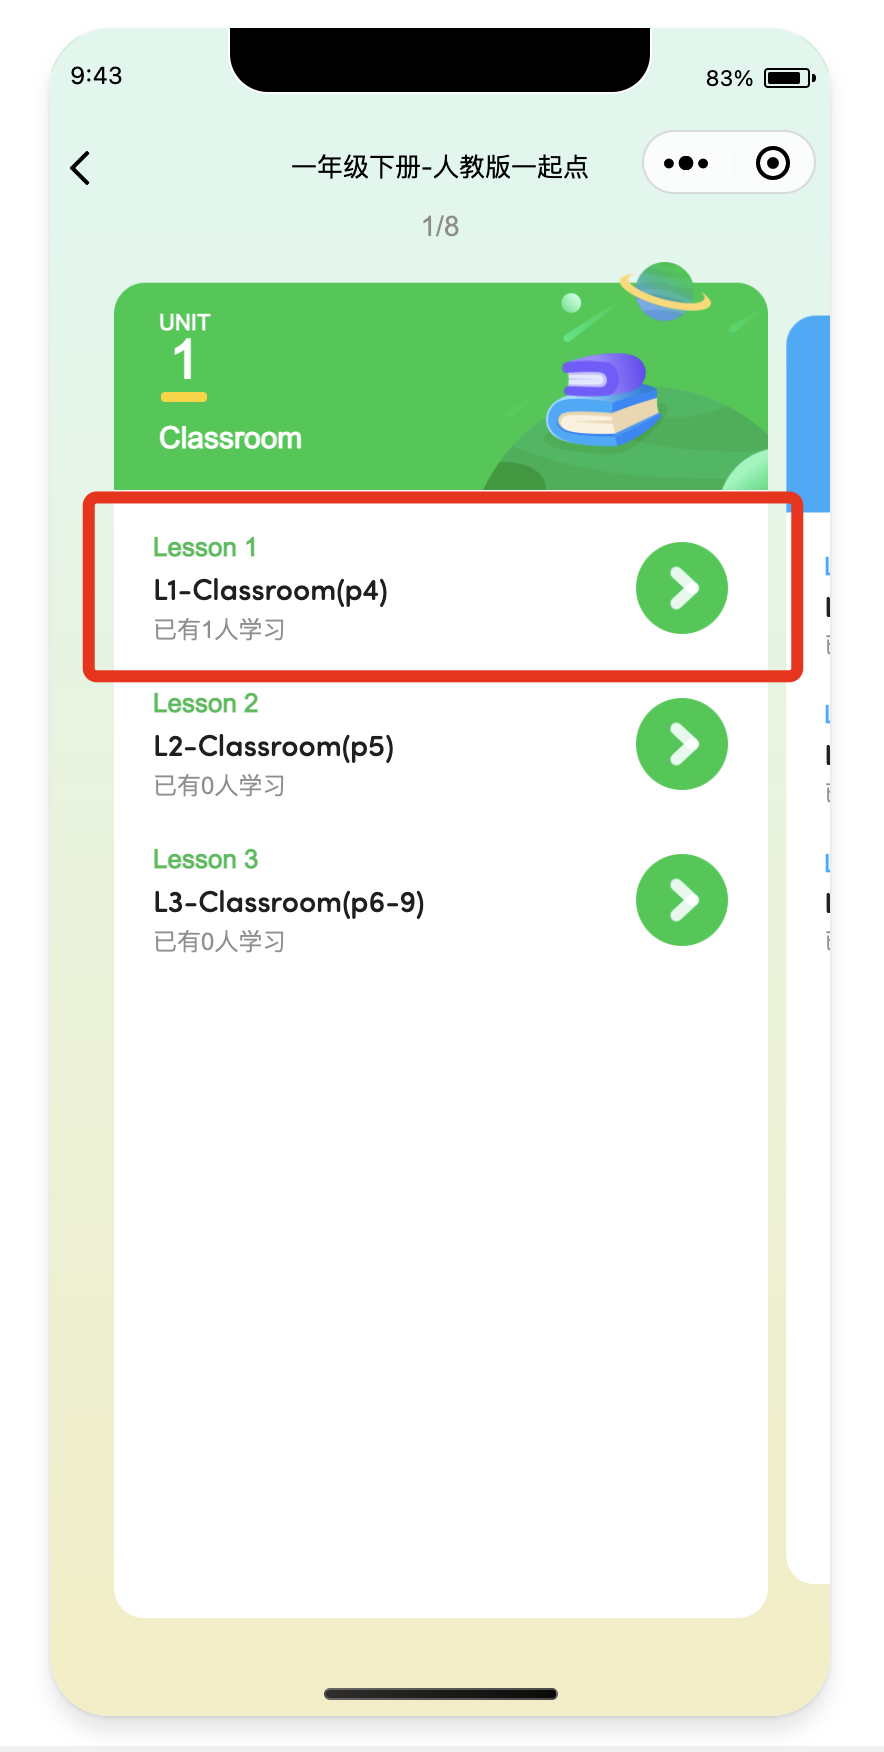 9:43
83%
一年级下册-人教版一起点
1/8
UNIT
1
Classroom
Lesson 1
L1-Classroom(p4)
已有1人学习
Lesson 2
L2-Classroom(p5)
已有0人学习
Lesson 3
L3-Classroom(p6-9)
已有0人学习